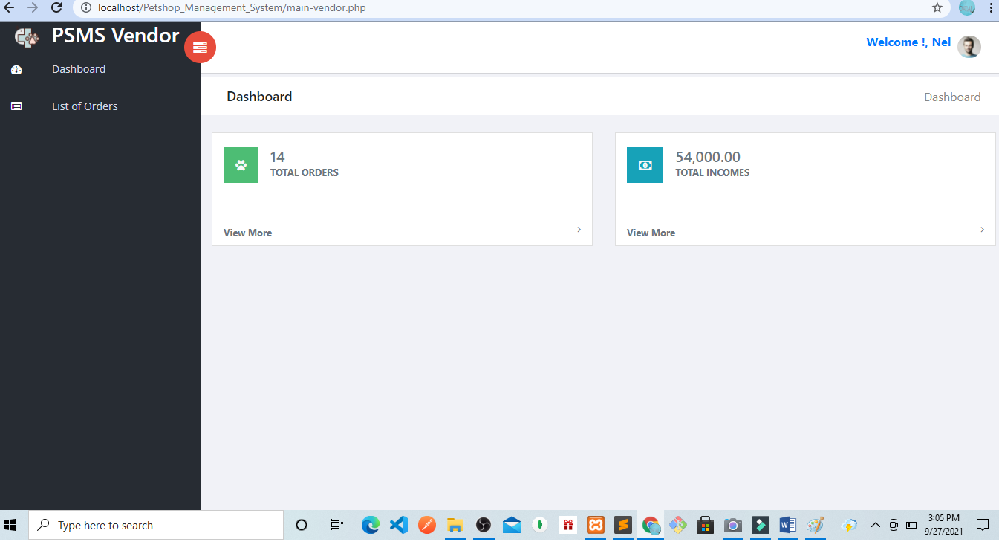 localhost/Petshop_Management_System/main-vendor.php
PSMS Vendor
Welcome !, Nel
Dashboard
List of Orders
Dashboard
Dashboard
14
TOTAL ORDERS
View More
54,000.00
TOTAL INCOMES
View More
Type here to search
3:05 PM
9/27/2021